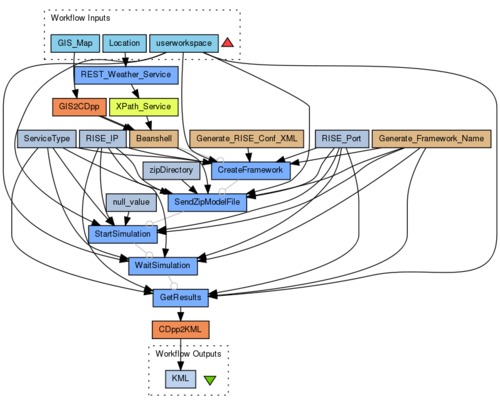 Workflow Inputs
GIS_Map
Location
userworkspace
REST_Weather_Service
GIS2CDpp
XPath_Service
ServiceType
RISE_IP
Beanshell
Generate_RISE_Conf_XML
RISE_Port
Generate_Framework_Name
zipDirectory
CreateFramework
null_value
SendZipModelFile
StartSimulation
WaitSimulation
GetResults
CDpp2KML
Workflow Outputs
KML